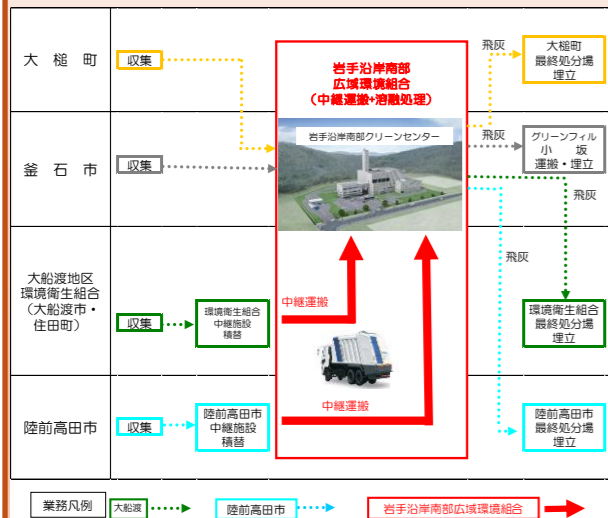 大槌町
収集
岩手沿岸南部
広域環境組合
（中継運搬+溶融処理）
飛灰
大槌町
最終処分場
埋立
釜石市
収集
岩手沿岸南部クリーンセンター
飛灰
グリーンフィル
小坂
運搬・埋立
飛灰
飛灰
大船渡地区
環境衛生組合
（大船渡市・
住田町）
収集
環境衛生組合
中継施設
積替
中継運搬
環境衛生組合
最終処分場
埋立
陸前高田市
収集
陸前高田市
中継施設
積替
中継運搬
陸前高田市
最終処分場
埋立
業務凡例
大船渡
陸前高田市
岩手沿岸南部広域環境組合